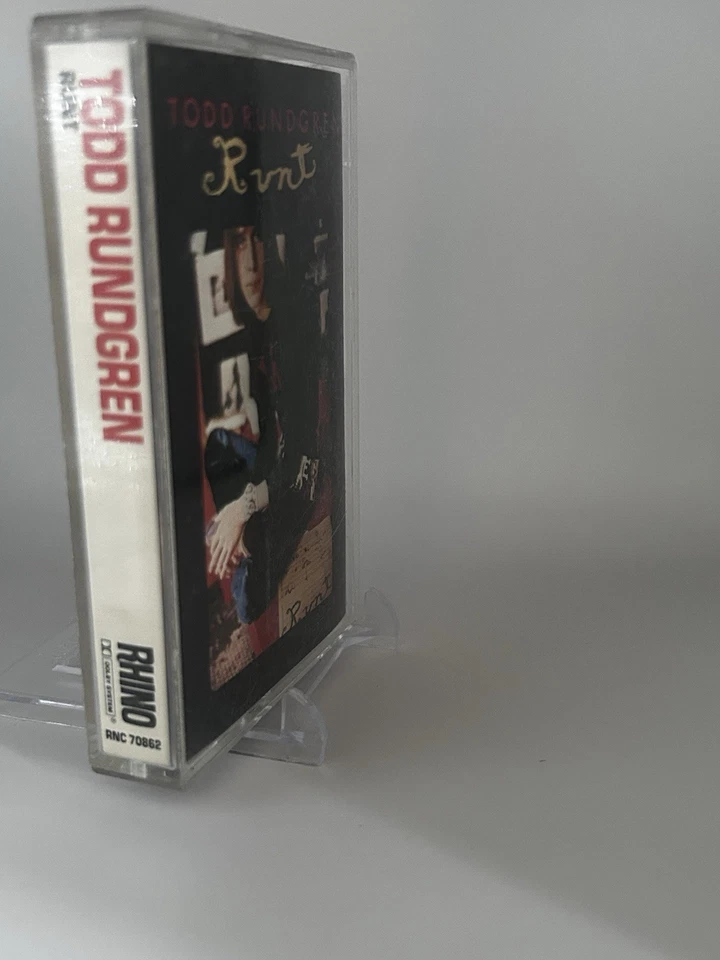 TODD RUNDGREN
RUNT
RHINO
DOLBY SYSTEM®
RNC 70862
TODD RUNDGREN
Runt
Runt